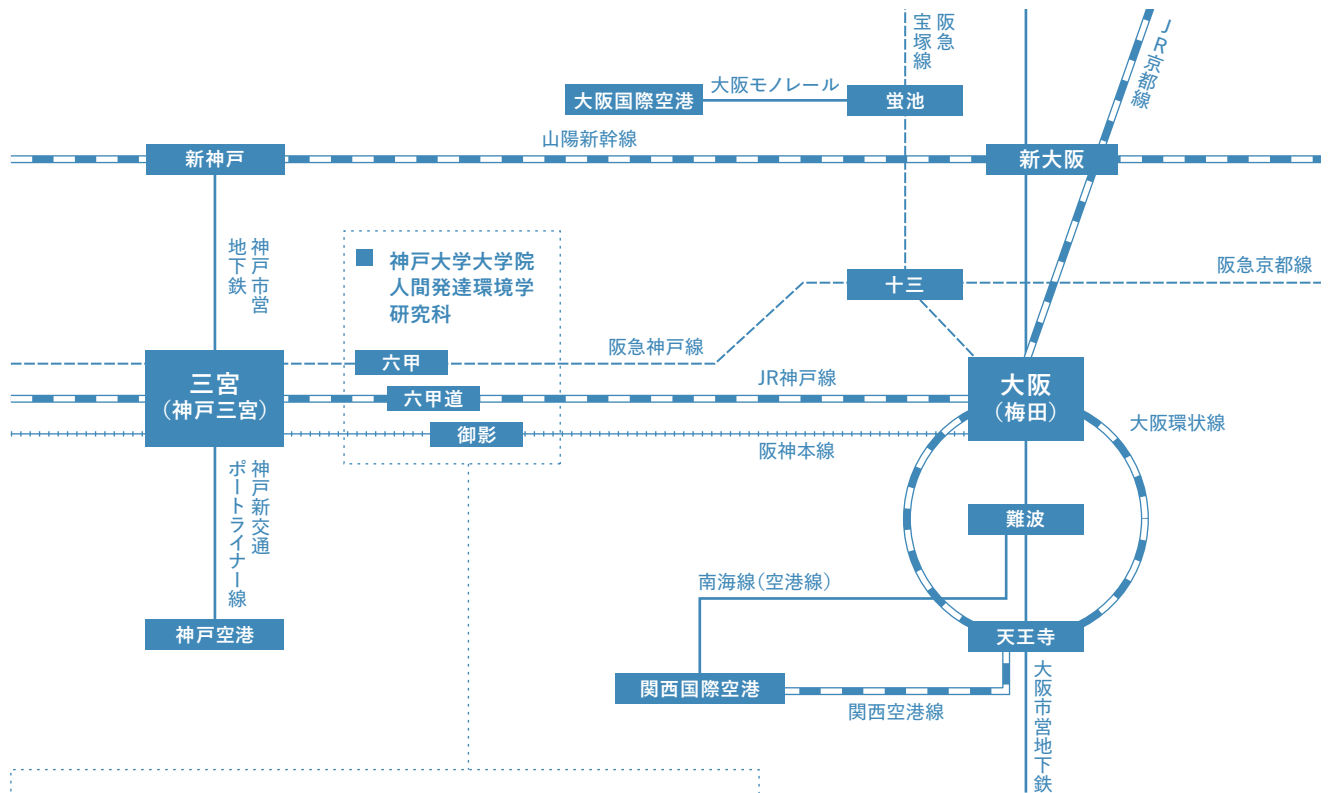 阪急
宝塚線
JR京都線
大阪モノレール
大阪国際空港
蛍池
山陽新幹線
新神戸
新大阪
神戸市営
地下鉄
神戸大学大学院
人間発達環境学
研究科
阪急京都線
十三
阪急神戸線
六甲
三宮
（神戸三宮）
JR神戸線
六甲道
大阪
（梅田）
大阪環状線
御影
阪神本線
神戸新交通
ポートライナー線
難波
南海線（空港線）
神戸空港
天王寺
関西国際空港
関西空港線
大阪市営地下鉄